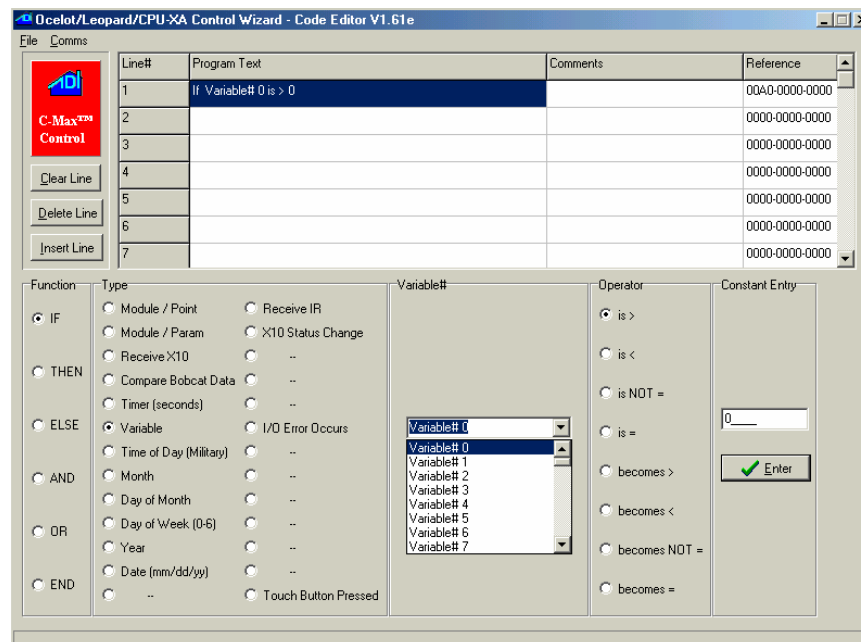 Ocelot/Leopard/CPU-XA Control Wizard - Code Editor V1.61e
File Comms
ADI
C-Max™
Control
Clear Line
Delete Line
Insert Line
Line# Program Text Comments Reference
1 If Variable# 0 is > 0 00A0-0000-0000
2 0000-0000-0000
3 0000-0000-0000
4 0000-0000-0000
5 0000-0000-0000
6 0000-0000-0000
7 0000-0000-0000
Function
IF
THEN
ELSE
AND
OR
END
Type
Module / Point Receive IR
Module / Param X10 Status Change
Receive X10 --
Compare Bobcat Data --
Timer (seconds) --
Variable I/O Error Occurs
Time of Day (Military) --
Month --
Day of Month --
Day of Week (0-6) --
Year --
Date (mm/dd/yy) --
-- Touch Button Pressed
Variable#
Variable# 0
Variable# 0
Variable# 1
Variable# 2
Variable# 3
Variable# 4
Variable# 5
Variable# 6
Variable# 7
Operator
is >
is <
is NOT =
is =
becomes >
becomes <
becomes NOT =
becomes =
Constant Entry
0____
Enter